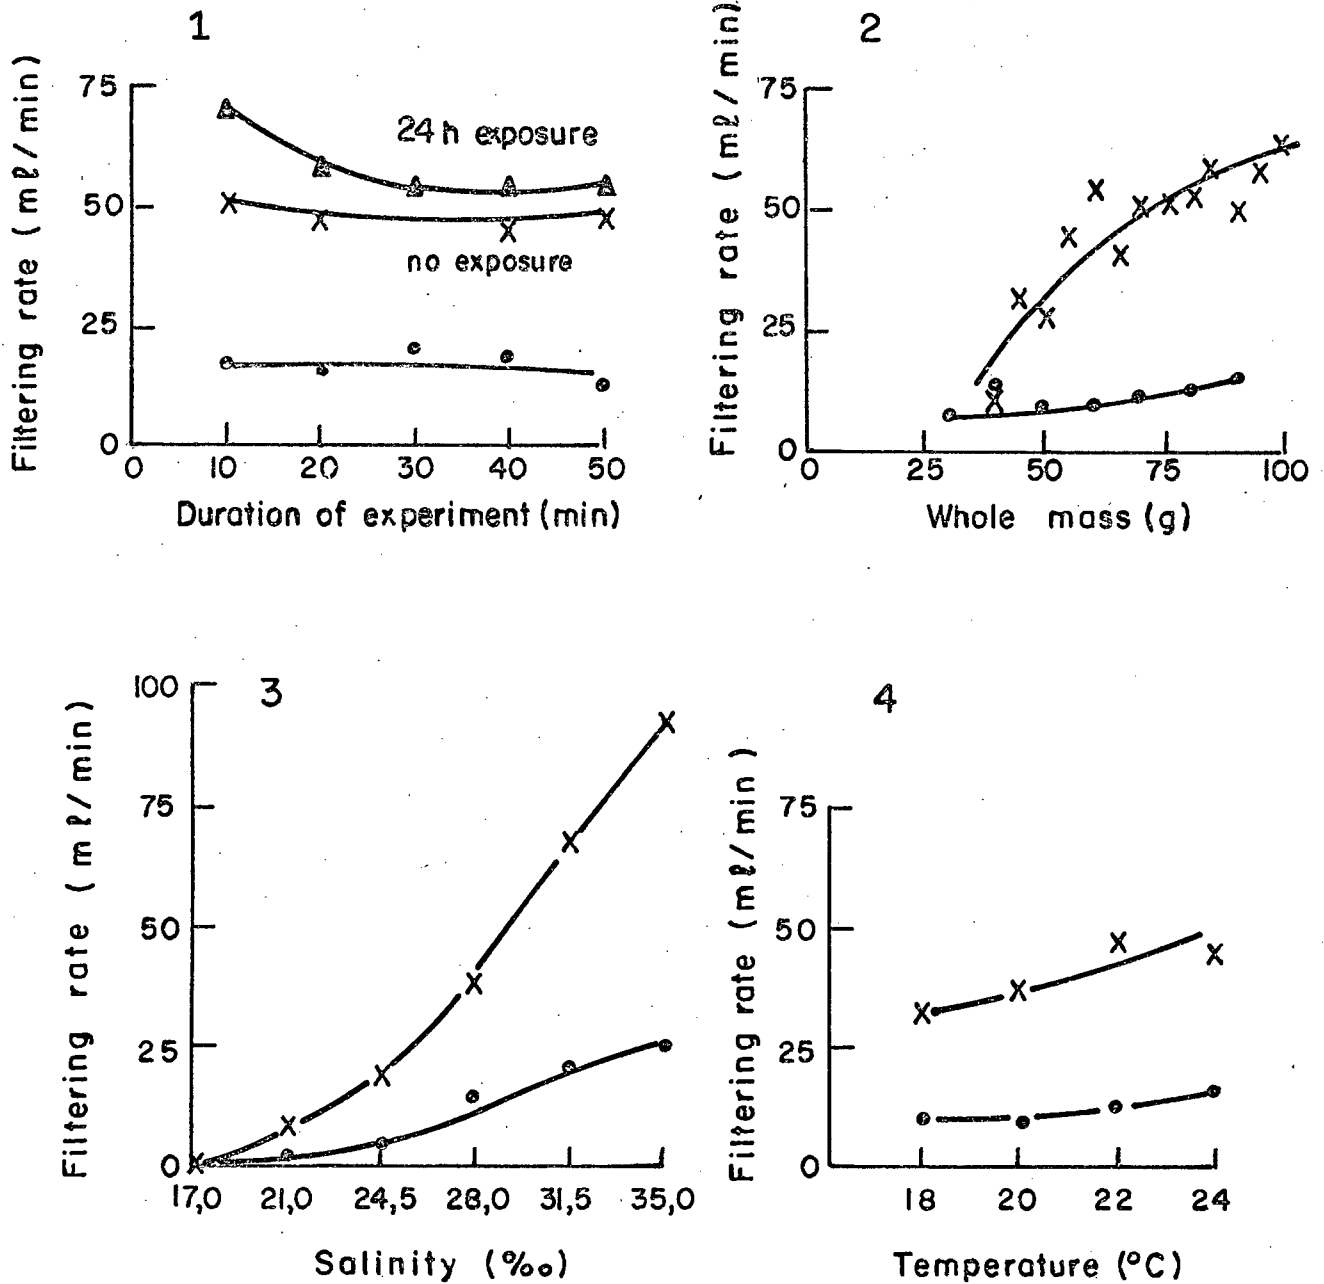 1
Filtering rate (mℓ/min)
75
50
25
0
24h exposure
no exposure
0 10 20 30 40 50
Duration of experiment (min)
2
Filtering rate (mℓ/min)
75
50
25
0
0 25 50 75 100
Whole mass (g)
3
Filtering rate (mℓ/min)
100
75
50
25
0
17,0 21,0 24,5 28,0 31,5 35,0
Salinity (‰)
4
Filtering rate (mℓ/min)
75
50
25
0
18 20 22 24
Temperature (°C)